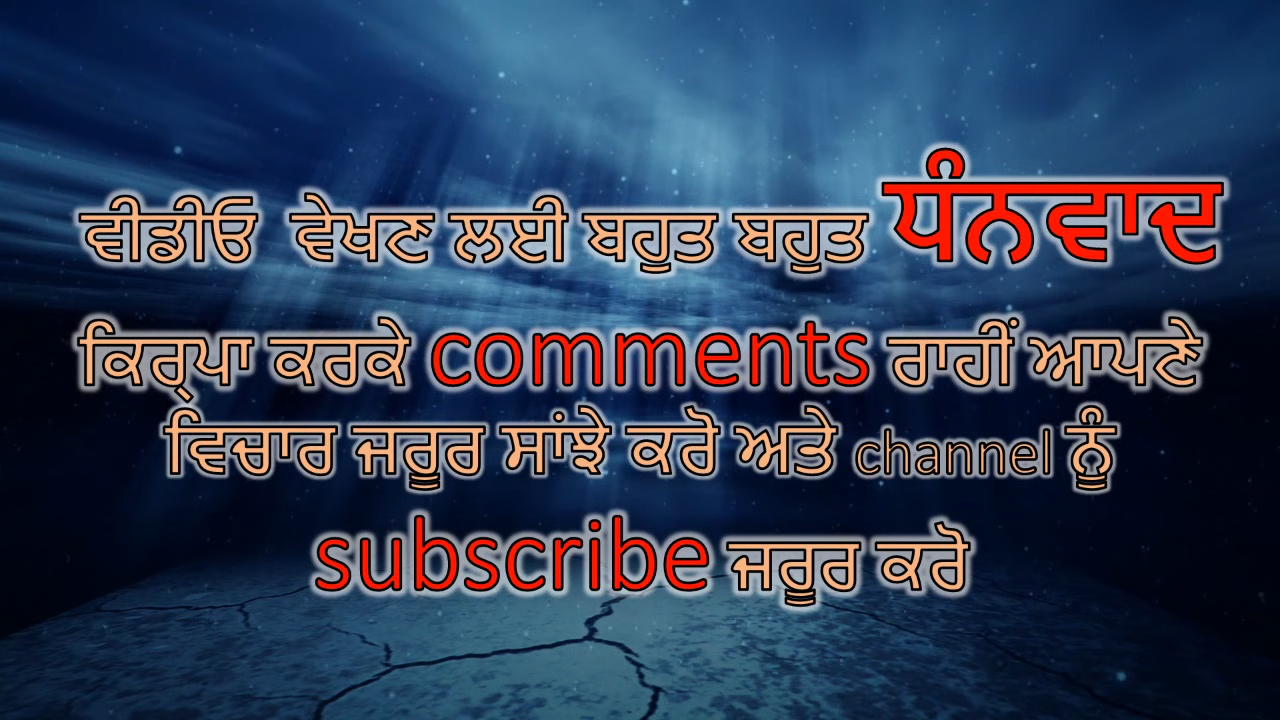 ਵੀਡੀਓ ਵੇਖਣ ਲਈ ਬਹੁਤ ਬਹੁਤ ਧੰਨਵਾਦ
ਕਿਰ੍ਪਾ ਕਰਕੇ comments ਰਾਹੀਂ ਆਪਣੇ
ਵਿਚਾਰ ਜਰੂਰ ਸਾਂਝੇ ਕਰੋ ਅਤੇ channel ਨੂੰ
subscribe ਜਰੂਰ ਕਰੋ